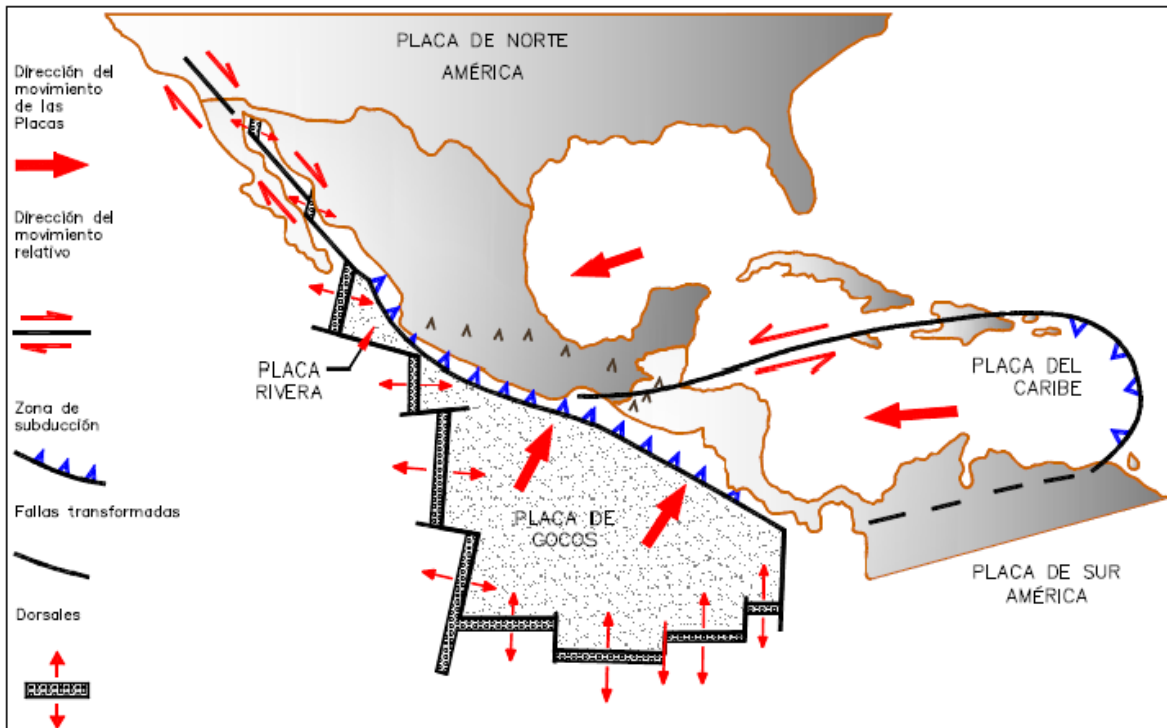 Dirección del
movimiento
de las
Placas
Dirección del
movimiento
relativo
Zona de
subducción
Fallas transformadas
Dorsales
PLACA DE NORTE
AMÉRICA
PLACA
RIVERA
PLACA DEL
CARIBE
PLACA DE
COCOS
PLACA DE SUR
AMÉRICA